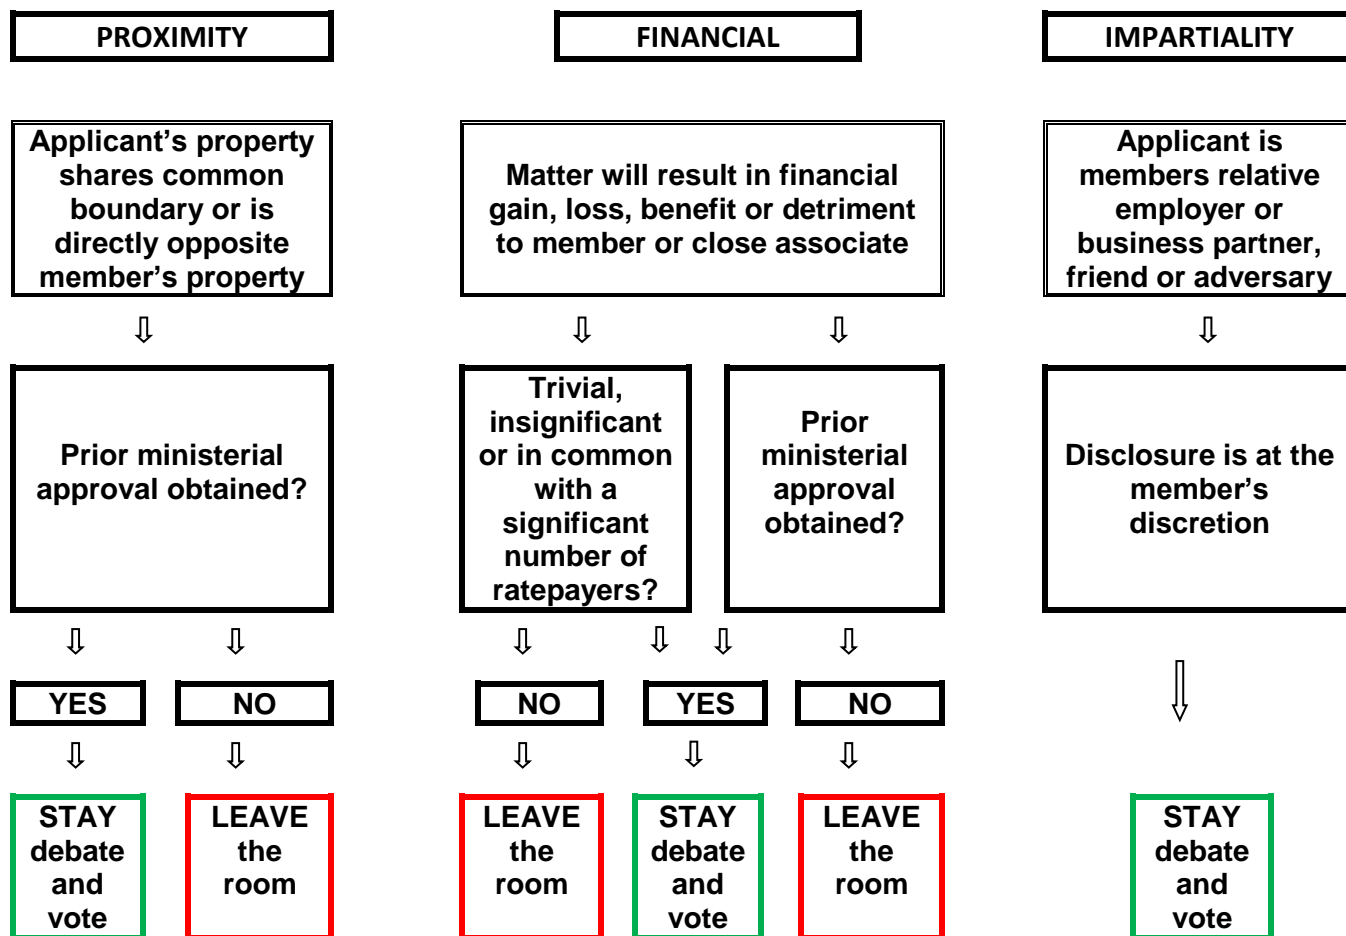 PROXIMITY
FINANCIAL
IMPARTIALITY
Applicant's property
shares common
boundary or is
directly opposite
member's property
Matter will result in financial
gain, loss, benefit or detriment
to member or close associate
Applicant is
members relative
employer or
business partner,
friend or adversary
Prior ministerial
approval obtained?
Trivial,
insignificant
or in common
with a
significant
number of
ratepayers?
Prior
ministerial
approval
obtained?
Disclosure is at the
member's
discretion
YES
NO
NO
YES
NO
STAY
debate
and
vote
LEAVE
the
room
LEAVE
the
room
STAY
debate
and
vote
LEAVE
the
room
STAY
debate
and
vote